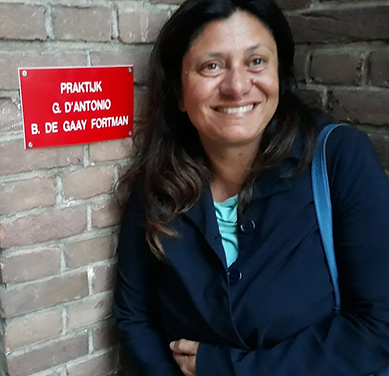 PRAKTIJK
G. D'ANTONIO
B. DE GAAY FORTMAN